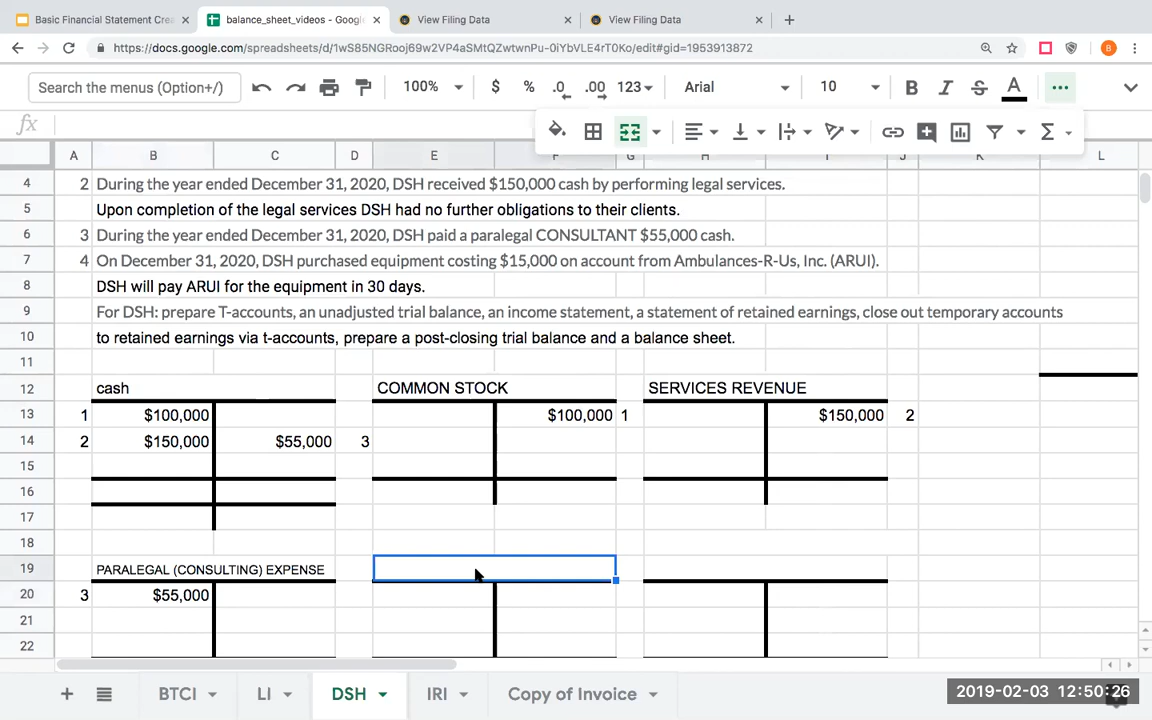 Basic Financial Statement Crea
balance_sheet_videos - Google
View Filing Data
View Filing Data
https://docs.google.com/spreadsheets/d/1wS85NGRooj69w2VP4aSMtQZwtwnPu-0iYbVLE4rT0Ko/edit#gid=1953913872
B
Search the menus (Option+/)
100%
$ % .0 .00 123
Arial
10
B I S A
fx
A B C D E F G H I J K L
4 2 During the year ended December 31, 2020, DSH received $150,000 cash by performing legal services.
5 Upon completion of the legal services DSH had no further obligations to their clients.
6 3 During the year ended December 31, 2020, DSH paid a paralegal CONSULTANT $55,000 cash.
7 4 On December 31, 2020, DSH purchased equipment costing $15,000 on account from Ambulances-R-Us, Inc. (ARUI).
8 DSH will pay ARUI for the equipment in 30 days.
9 For DSH: prepare T-accounts, an unadjusted trial balance, an income statement, a statement of retained earnings, close out temporary accounts
10 to retained earnings via t-accounts, prepare a post-closing trial balance and a balance sheet.
11
12 cash COMMON STOCK SERVICES REVENUE
13 1 $100,000 $100,000 1 $150,000 2
14 2 $150,000 $55,000 3
15
16
17
18
19 PARALEGAL (CONSULTING) EXPENSE
20 3 $55,000
21
22
BTCI LI DSH IRI Copy of Invoice
2019-02-03 12:50:26